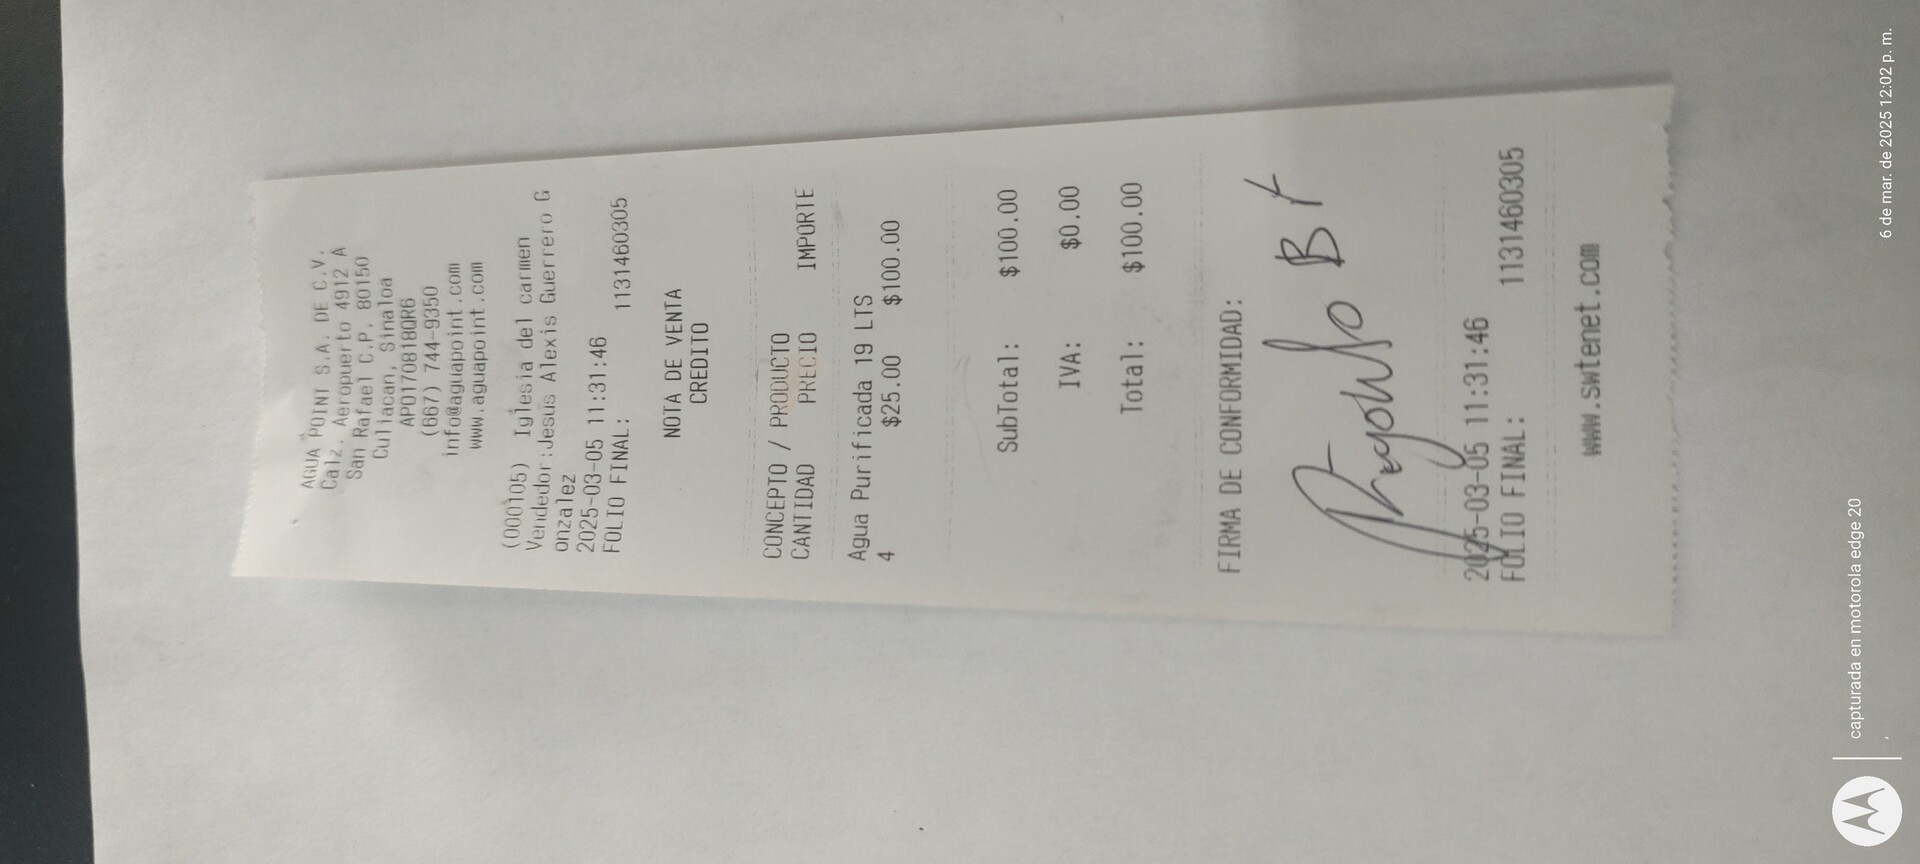 AGUA POINT S.A. DE C.V.
Calz. Aeropuerto 4912 A
San Rafael C.P. 80150
Culiacan, Sinaloa
APO170818QR6
(667) 744-9350
info@aguapoint.com
www.aguapoint.com
(000105) Iglesia del carmen
Vendedor:Jesus Alexis Guerrero G
onzalez
2025-03-05 11:31:46
FOLIO FINAL: 1131460305
NOTA DE VENTA
CREDITO
CONCEPTO / PRODUCTO
CANTIDAD PRECIO IMPORTE
Agua Purificada 19 LTS
4 $25.00 $100.00
SubTotal: $100.00
IVA: $0.00
Total: $100.00
FIRMA DE CONFORMIDAD:
2025-03-05 11:31:46
FOLIO FINAL: 1131460305
www.swtenet.com
capturada en motorola edge 20
6 de mar. de 2025 12:02 p. m.